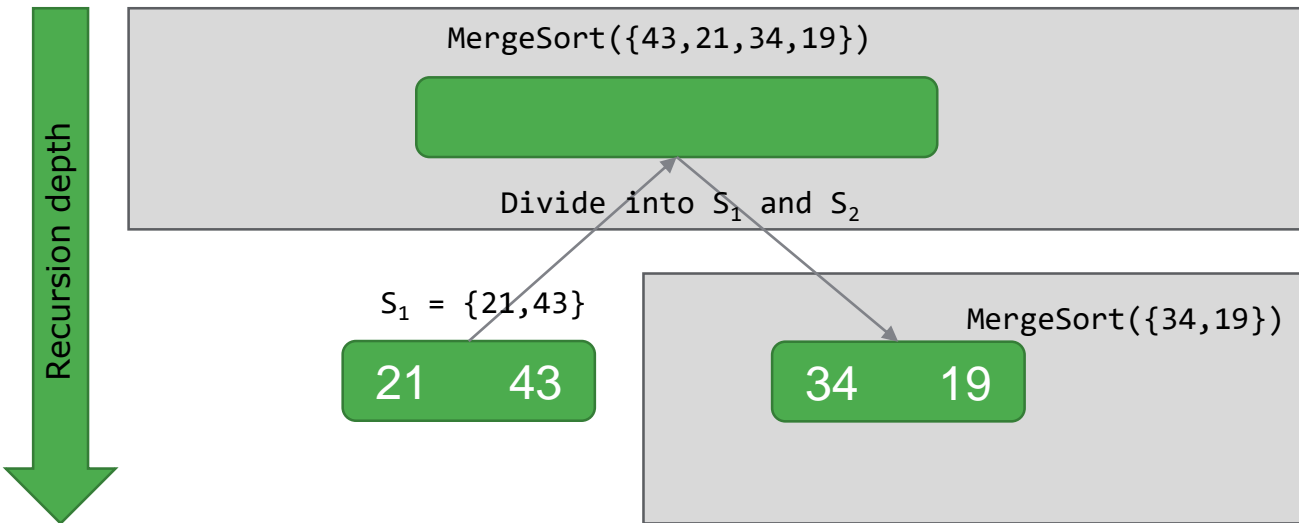 Recursion depth
MergeSort({43,21,34,19})
Divide into S₁ and S₂
S₁ = {21,43}
MergeSort({34,19})
21 43
34 19